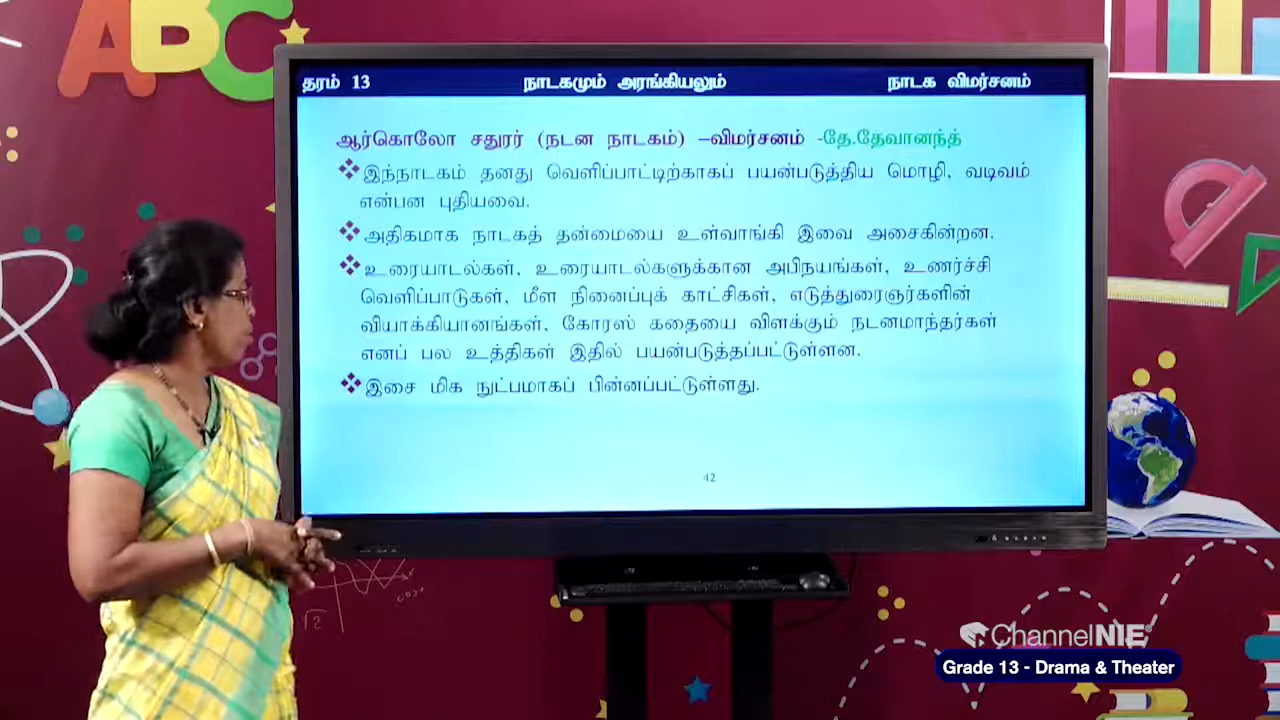 ABC
தரம் 13 நாடகமும் அரங்கியலும் நாடக விமர்சனம்
ஆர்கொலோ சதுரர் (நடன நாடகம்) –விமர்சனம் -தே.தேவானந்த்
❖இந்நாடகம் தனது வெளிப்பாட்டிற்காகப் பயன்படுத்திய மொழி, வடிவம்
என்பன புதியவை.
❖அதிகமாக நாடகத் தன்மையை உள்வாங்கி இவை அசைகின்றன.
❖உரையாடல்கள், உரையாடல்களுக்கான அபிநயங்கள், உணர்ச்சி
வெளிப்பாடுகள், மீள நினைப்புக் காட்சிகள், எடுத்துரைஞர்களின்
வியாக்கியானங்கள், கோரஸ் கதையை விளக்கும் நடனமாந்தர்கள்
எனப் பல உத்திகள் இதில் பயன்படுத்தப்பட்டுள்ளன.
❖இசை மிக நுட்பமாகப் பின்னப்பட்டுள்ளது.
42
√2
ChannelNIE
Grade 13 - Drama & Theater